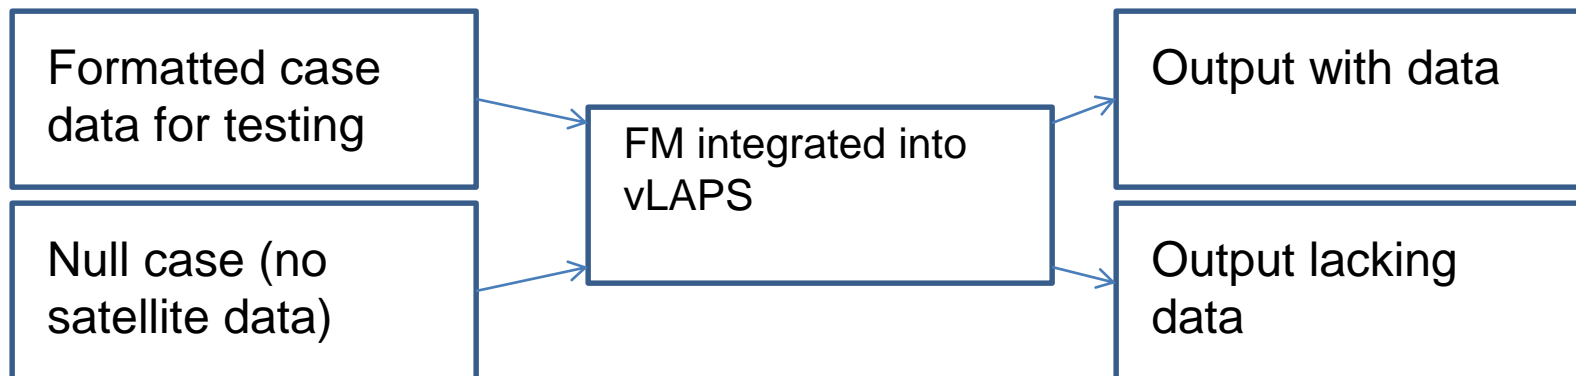 Formatted case
data for testing
Null case (no
satellite data)
FM integrated into
vLAPS
Output with data
Output lacking
data